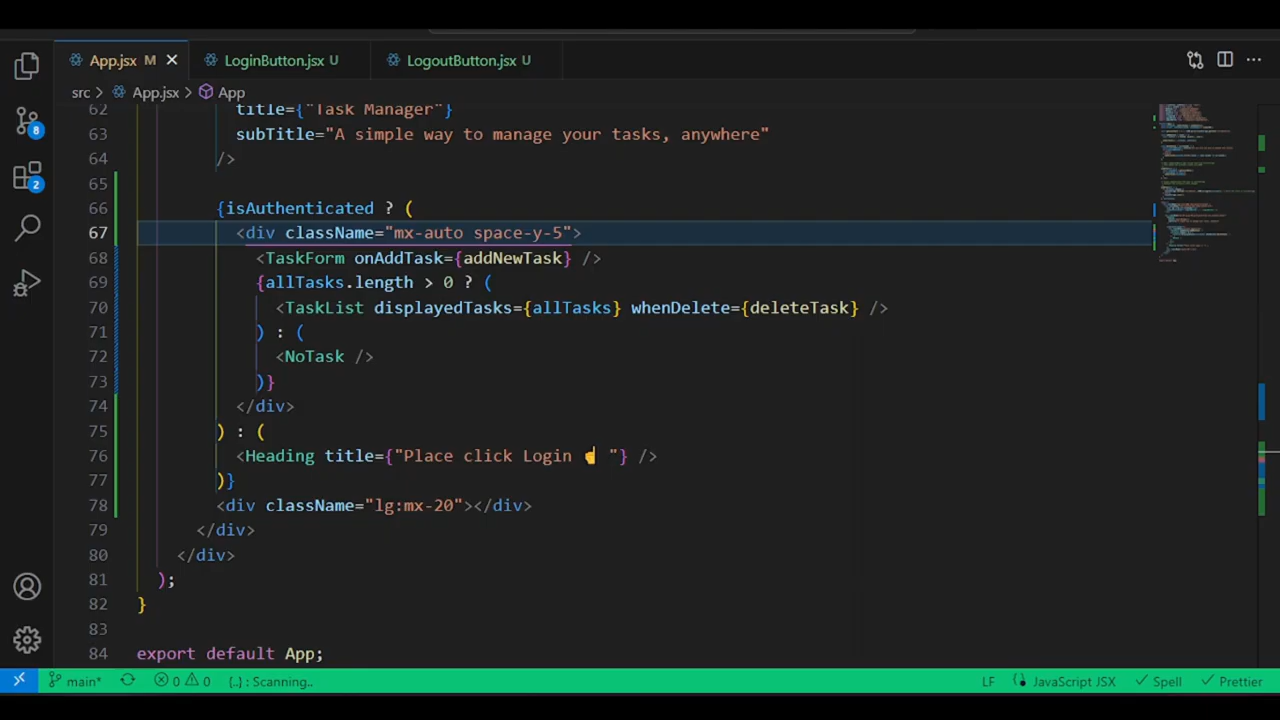 App.jsx M
LoginButton.jsx U
LogoutButton.jsx U
src > App.jsx > App
8
2
62 title={"Task Manager"}
63 subTitle="A simple way to manage your tasks, anywhere"
64 />
65
66 {isAuthenticated ? (
67 <div className="mx-auto space-y-5">
68 <TaskForm onAddTask={addNewTask} />
69 {allTasks.length > 0 ? (
70 <TaskList displayedTasks={allTasks} whenDelete={deleteTask} />
71 ) : (
72 <NoTask />
73 )}
74 </div>
75 ) : (
76 <Heading title={"Place click Login ☝ "} />
77 )}
78 <div className="lg:mx-20"></div>
79 </div>
80 </div>
81 );
82 }
83
84 export default App;
main* 0 0 {..} : Scanning.. LF JavaScript JSX Spell Prettier